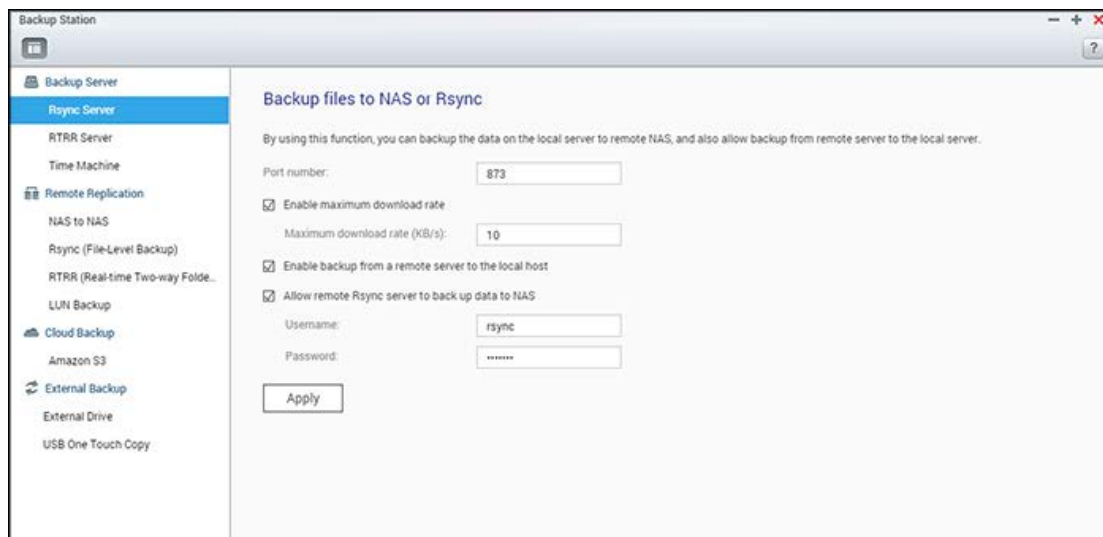 Backup Station
?
Backup Server
Rsync Server
RTRR Server
Time Machine
Remote Replication
NAS to NAS
Rsync (File-Level Backup)
RTRR (Real-time Two-way Folde..
LUN Backup
Cloud Backup
Amazon S3
External Backup
External Drive
USB One Touch Copy
Backup files to NAS or Rsync
By using this function, you can backup the data on the local server to remote NAS, and also allow backup from remote server to the local server.
Port number: 873
Enable maximum download rate
Maximum download rate (KB/s): 10
Enable backup from a remote server to the local host
Allow remote Rsync server to back up data to NAS
Username: rsync
Password: •••••••
Apply